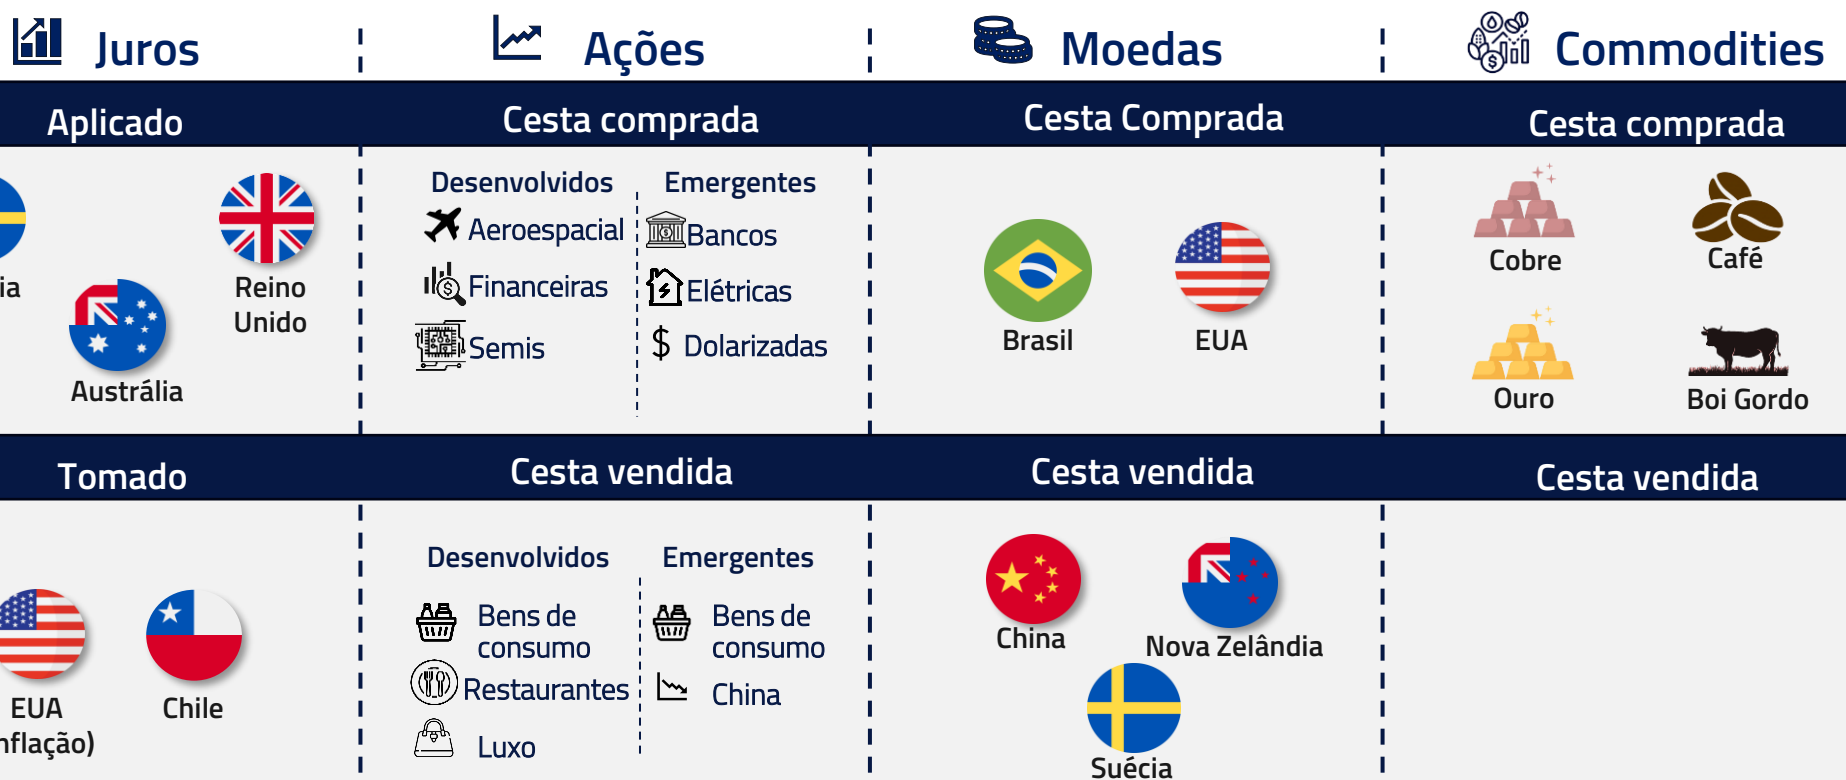 Juros
Ações
Moedas
Commodities
Aplicado
Cesta comprada
Cesta Comprada
Cesta comprada
ia
Austrália
Reino
Unido
Desenvolvidos
Aeroespacial
Financeiras
Semis
Emergentes
Bancos
Elétricas
$ Dolarizadas
Brasil
EUA
Cobre
Café
Ouro
Boi Gordo
Tomado
Cesta vendida
Cesta vendida
Cesta vendida
EUA
nflação)
Chile
Desenvolvidos
Bens de
consumo
Restaurantes
Luxo
Emergentes
Bens de
consumo
China
China
Nova Zelândia
Suécia